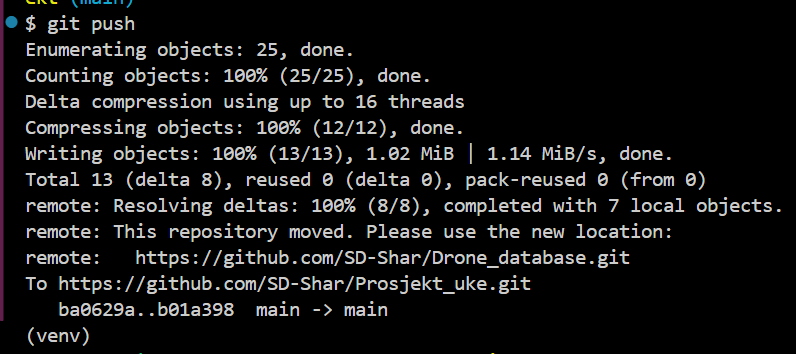 ekt (main)
$ git push
Enumerating objects: 25, done.
Counting objects: 100% (25/25), done.
Delta compression using up to 16 threads
Compressing objects: 100% (12/12), done.
Writing objects: 100% (13/13), 1.02 MiB | 1.14 MiB/s, done.
Total 13 (delta 8), reused 0 (delta 0), pack-reused 0 (from 0)
remote: Resolving deltas: 100% (8/8), completed with 7 local objects.
remote: This repository moved. Please use the new location:
remote:   https://github.com/SD-Shar/Drone_database.git
To https://github.com/SD-Shar/Prosjekt_uke.git
   ba0629a..b01a398  main -> main
(venv)